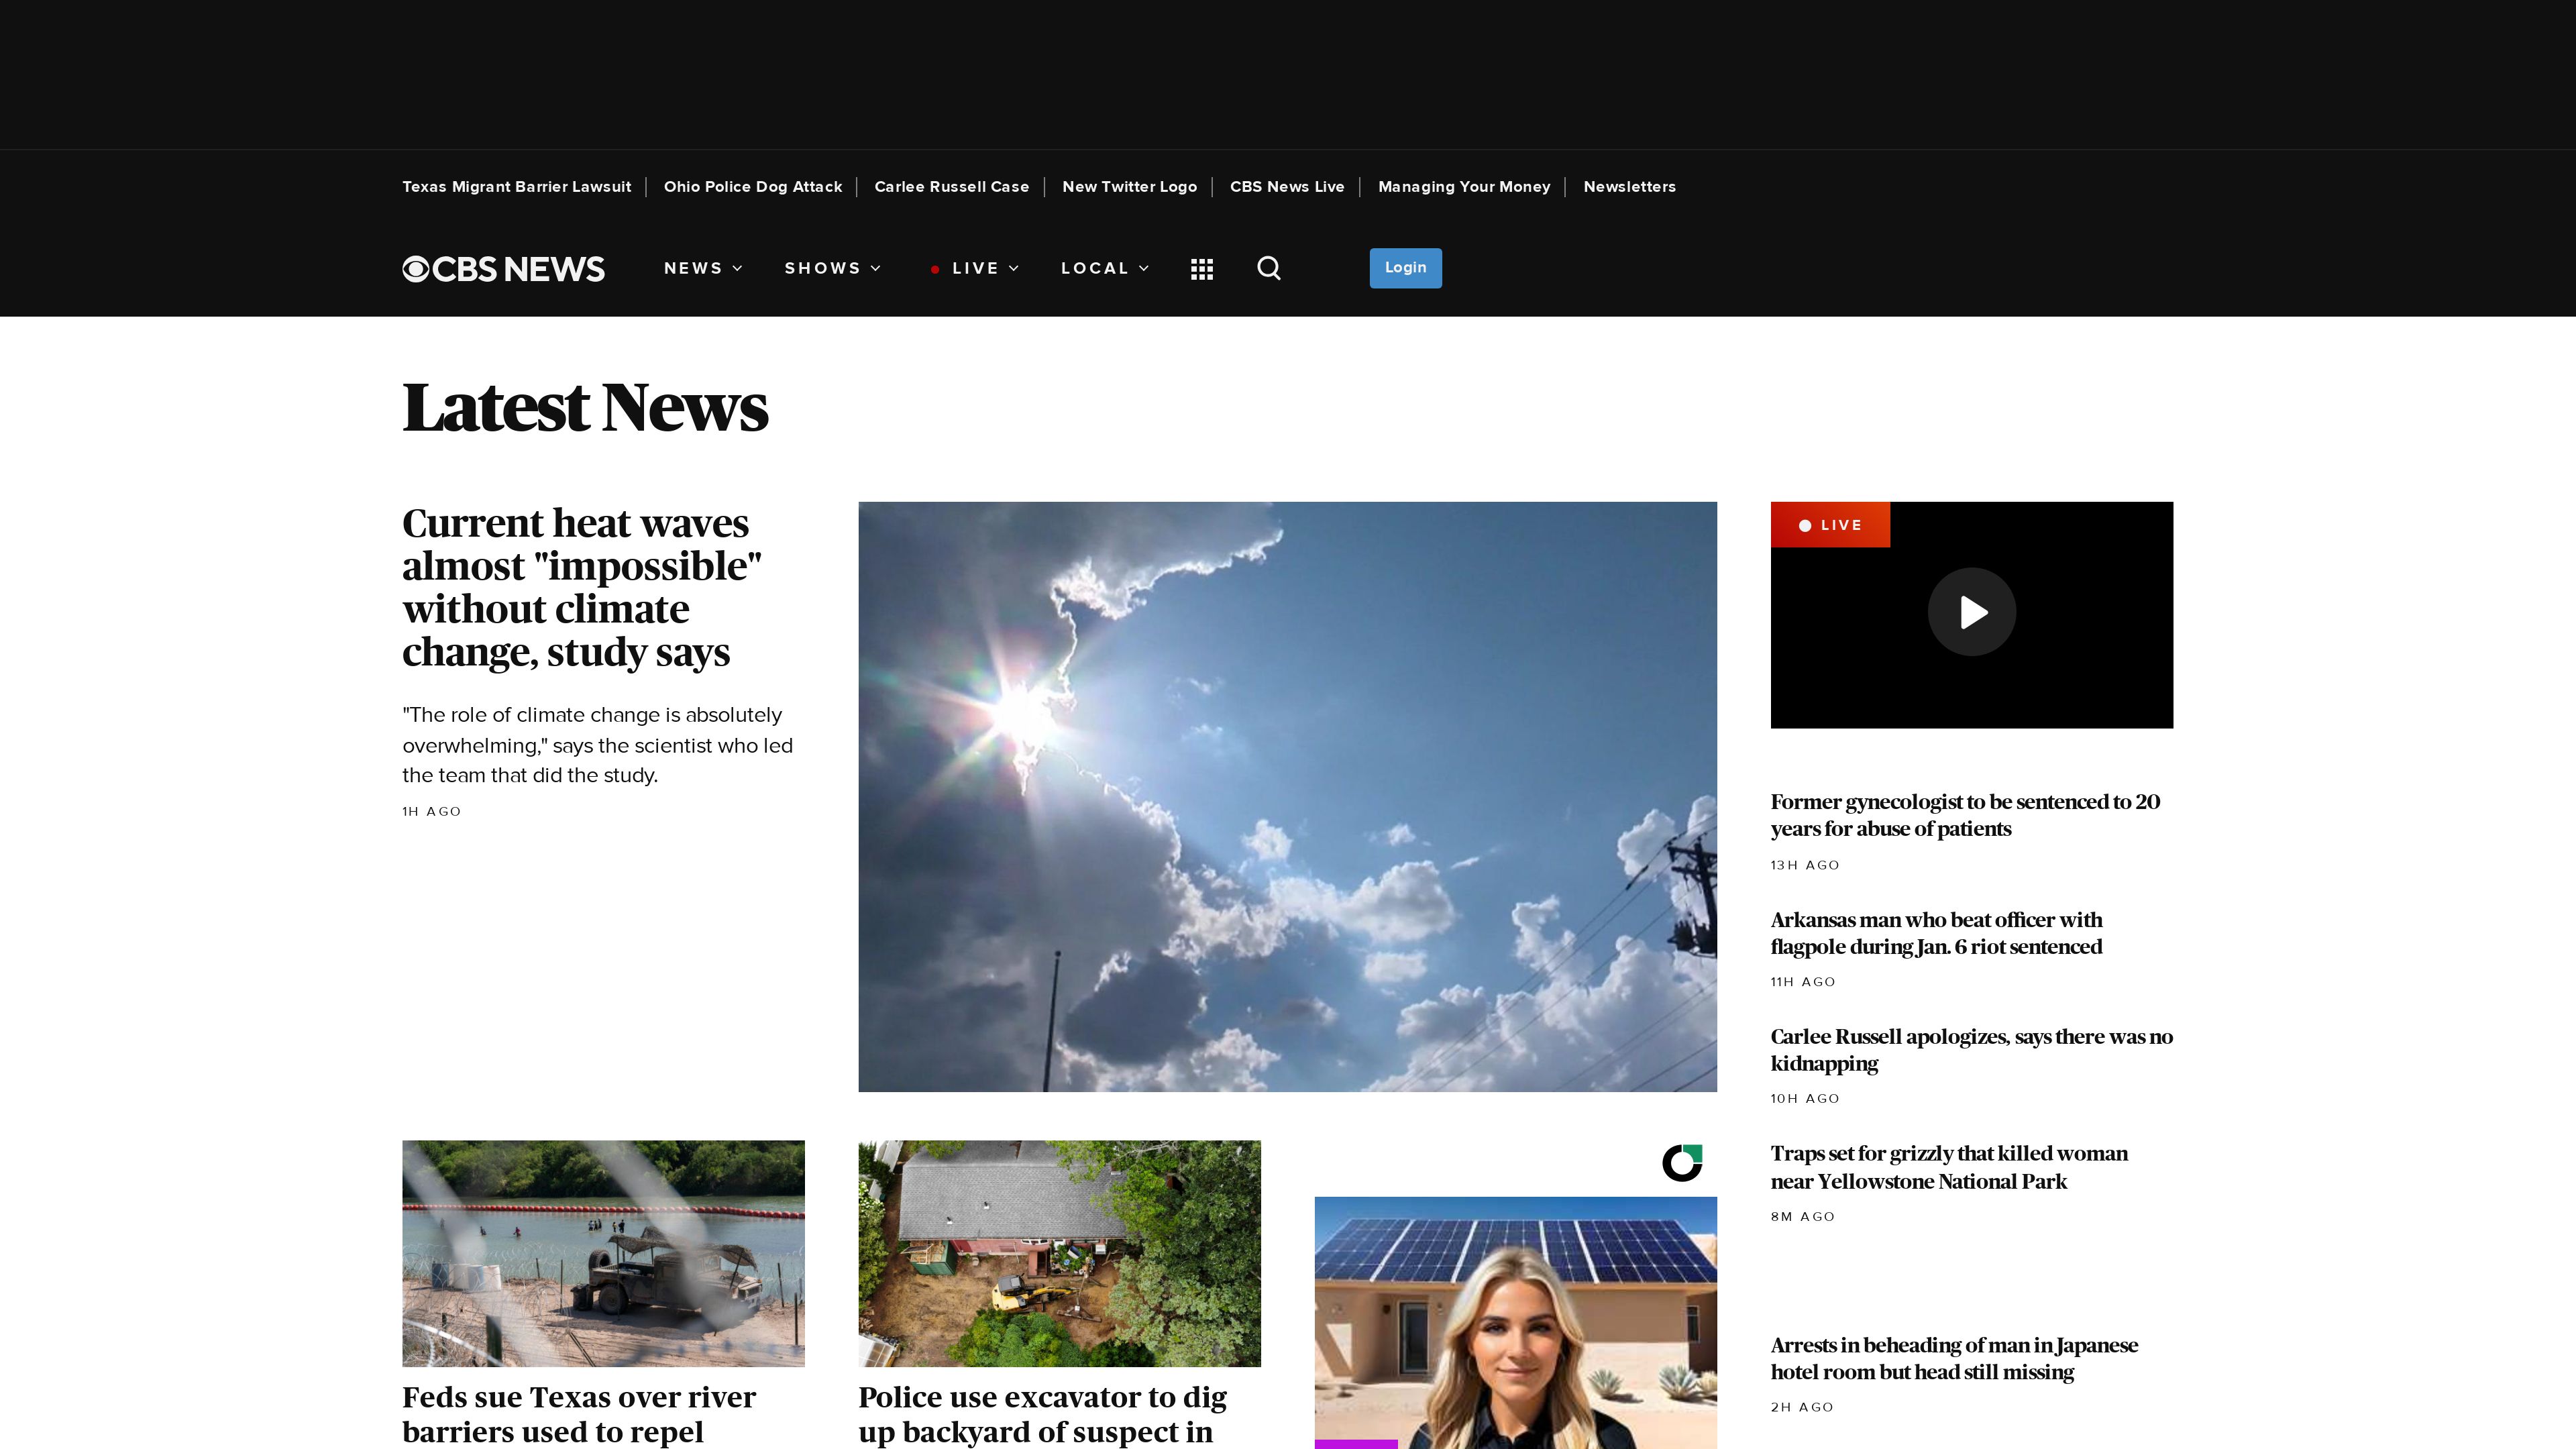 Texas Migrant Barrier Lawsuit
Ohio Police Dog Attack
Carlee Russell Case
New Twitter Logo
CBS News Live
Managing Your Money
Newsletters
CBS NEWS
NEWS
SHOWS
LIVE
LOCAL
Login
Latest News
Current heat waves
almost "impossible"
without climate
change, study says
"The role of climate change is absolutely
overwhelming," says the scientist who led
the team that did the study.
1H AGO
LIVE
Former gynecologist to be sentenced to 20
years for abuse of patients
13H AGO
Arkansas man who beat officer with
flagpole during Jan. 6 riot sentenced
11H AGO
Carlee Russell apologizes, says there was no
kidnapping
10H AGO
Traps set for grizzly that killed woman
near Yellowstone National Park
8M AGO
Arrests in beheading of man in Japanese
hotel room but head still missing
2H AGO
Feds sue Texas over river
barriers used to repel
Police use excavator to dig
up backyard of suspect in